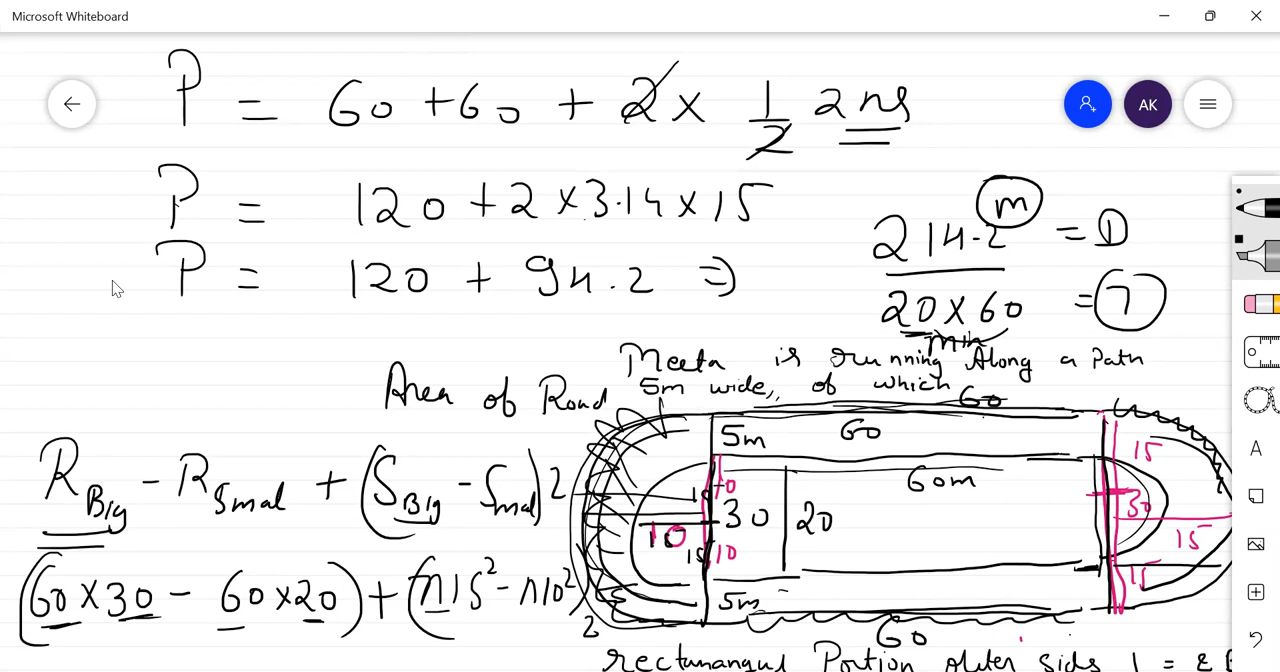 Microsoft Whiteboard
P = 60 + 60 + 2 × 1/2 2πr
AK
P = 120 + 2 × 3.14 × 15
m
214.2 = D
P = 120 + 94.2 ⇒
20 × 60 = T
min
Meeta is running Along a Path
Area of Road 5m wide, of which
60
5m 60
15
R Big - R Smal + (S Big - S mal) 2
10
60m
30
10 30 20
15
10
15
(60 × 30 - 60 × 20) + (π15² - π10²)
5m
2
60
rectangul Portion outer sides l =
A